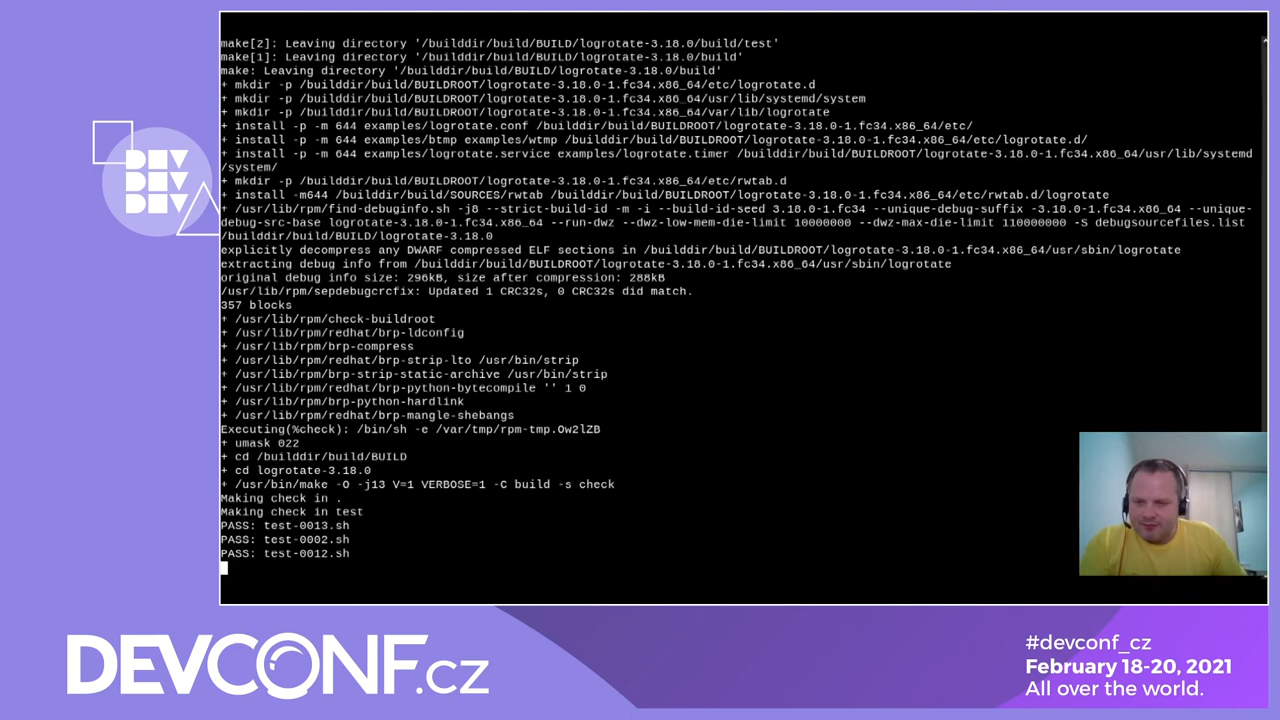 make[2]: Leaving directory '/builddir/build/BUILD/logrotate-3.18.0/build/test'
make[1]: Leaving directory '/builddir/build/BUILD/logrotate-3.18.0/build'
make: Leaving directory '/builddir/build/BUILD/logrotate-3.18.0/build'
+ mkdir -p /builddir/build/BUILDROOT/logrotate-3.18.0-1.fc34.x86_64/etc/logrotate.d
+ mkdir -p /builddir/build/BUILDROOT/logrotate-3.18.0-1.fc34.x86_64/usr/lib/systemd/system
+ mkdir -p /builddir/build/BUILDROOT/logrotate-3.18.0-1.fc34.x86_64/var/lib/logrotate
+ install -p -m 644 examples/logrotate.conf /builddir/build/BUILDROOT/logrotate-3.18.0-1.fc34.x86_64/etc/
+ install -p -m 644 examples/btmp examples/wtmp /builddir/build/BUILDROOT/logrotate-3.18.0-1.fc34.x86_64/etc/logrotate.d/
+ install -p -m 644 examples/logrotate.service examples/logrotate.timer /builddir/build/BUILDROOT/logrotate-3.18.0-1.fc34.x86_64/usr/lib/systemd
/system/
+ mkdir -p /builddir/build/BUILDROOT/logrotate-3.18.0-1.fc34.x86_64/etc/rwtab.d
+ install -m644 /builddir/build/SOURCES/rwtab /builddir/build/BUILDROOT/logrotate-3.18.0-1.fc34.x86_64/etc/rwtab.d/logrotate
+ /usr/lib/rpm/find-debuginfo.sh -j8 --strict-build-id -m -i --build-id-seed 3.18.0-1.fc34 --unique-debug-suffix -3.18.0-1.fc34.x86_64 --unique-
debug-src-base logrotate-3.18.0-1.fc34.x86_64 --run-dwz --dwz-low-mem-die-limit 10000000 --dwz-max-die-limit 110000000 -S debugsourcefiles.list
/builddir/build/BUILD/logrotate-3.18.0
explicitly decompress any DWARF compressed ELF sections in /builddir/build/BUILDROOT/logrotate-3.18.0-1.fc34.x86_64/usr/sbin/logrotate
extracting debug info from /builddir/build/BUILDROOT/logrotate-3.18.0-1.fc34.x86_64/usr/sbin/logrotate
original debug info size: 296kB, size after compression: 288kB
/usr/lib/rpm/sepdebugcrcfix: Updated 1 CRC32s, 0 CRC32s did match.
357 blocks
+ /usr/lib/rpm/check-buildroot
+ /usr/lib/rpm/redhat/brp-ldconfig
+ /usr/lib/rpm/brp-compress
+ /usr/lib/rpm/redhat/brp-strip-lto /usr/bin/strip
+ /usr/lib/rpm/brp-strip-static-archive /usr/bin/strip
+ /usr/lib/rpm/redhat/brp-python-bytecompile '' 1 0
+ /usr/lib/rpm/brp-python-hardlink
+ /usr/lib/rpm/redhat/brp-mangle-shebangs
Executing(%check): /bin/sh -e /var/tmp/rpm-tmp.Ow2lZB
+ umask 022
+ cd /builddir/build/BUILD
+ cd logrotate-3.18.0
+ /usr/bin/make -O -j13 V=1 VERBOSE=1 -C build -s check
Making check in .
Making check in test
PASS: test-0013.sh
PASS: test-0002.sh
PASS: test-0012.sh
DEV
DEV
DEV
DEVCONF.cz
#devconf_cz
February 18-20, 2021
All over the world.